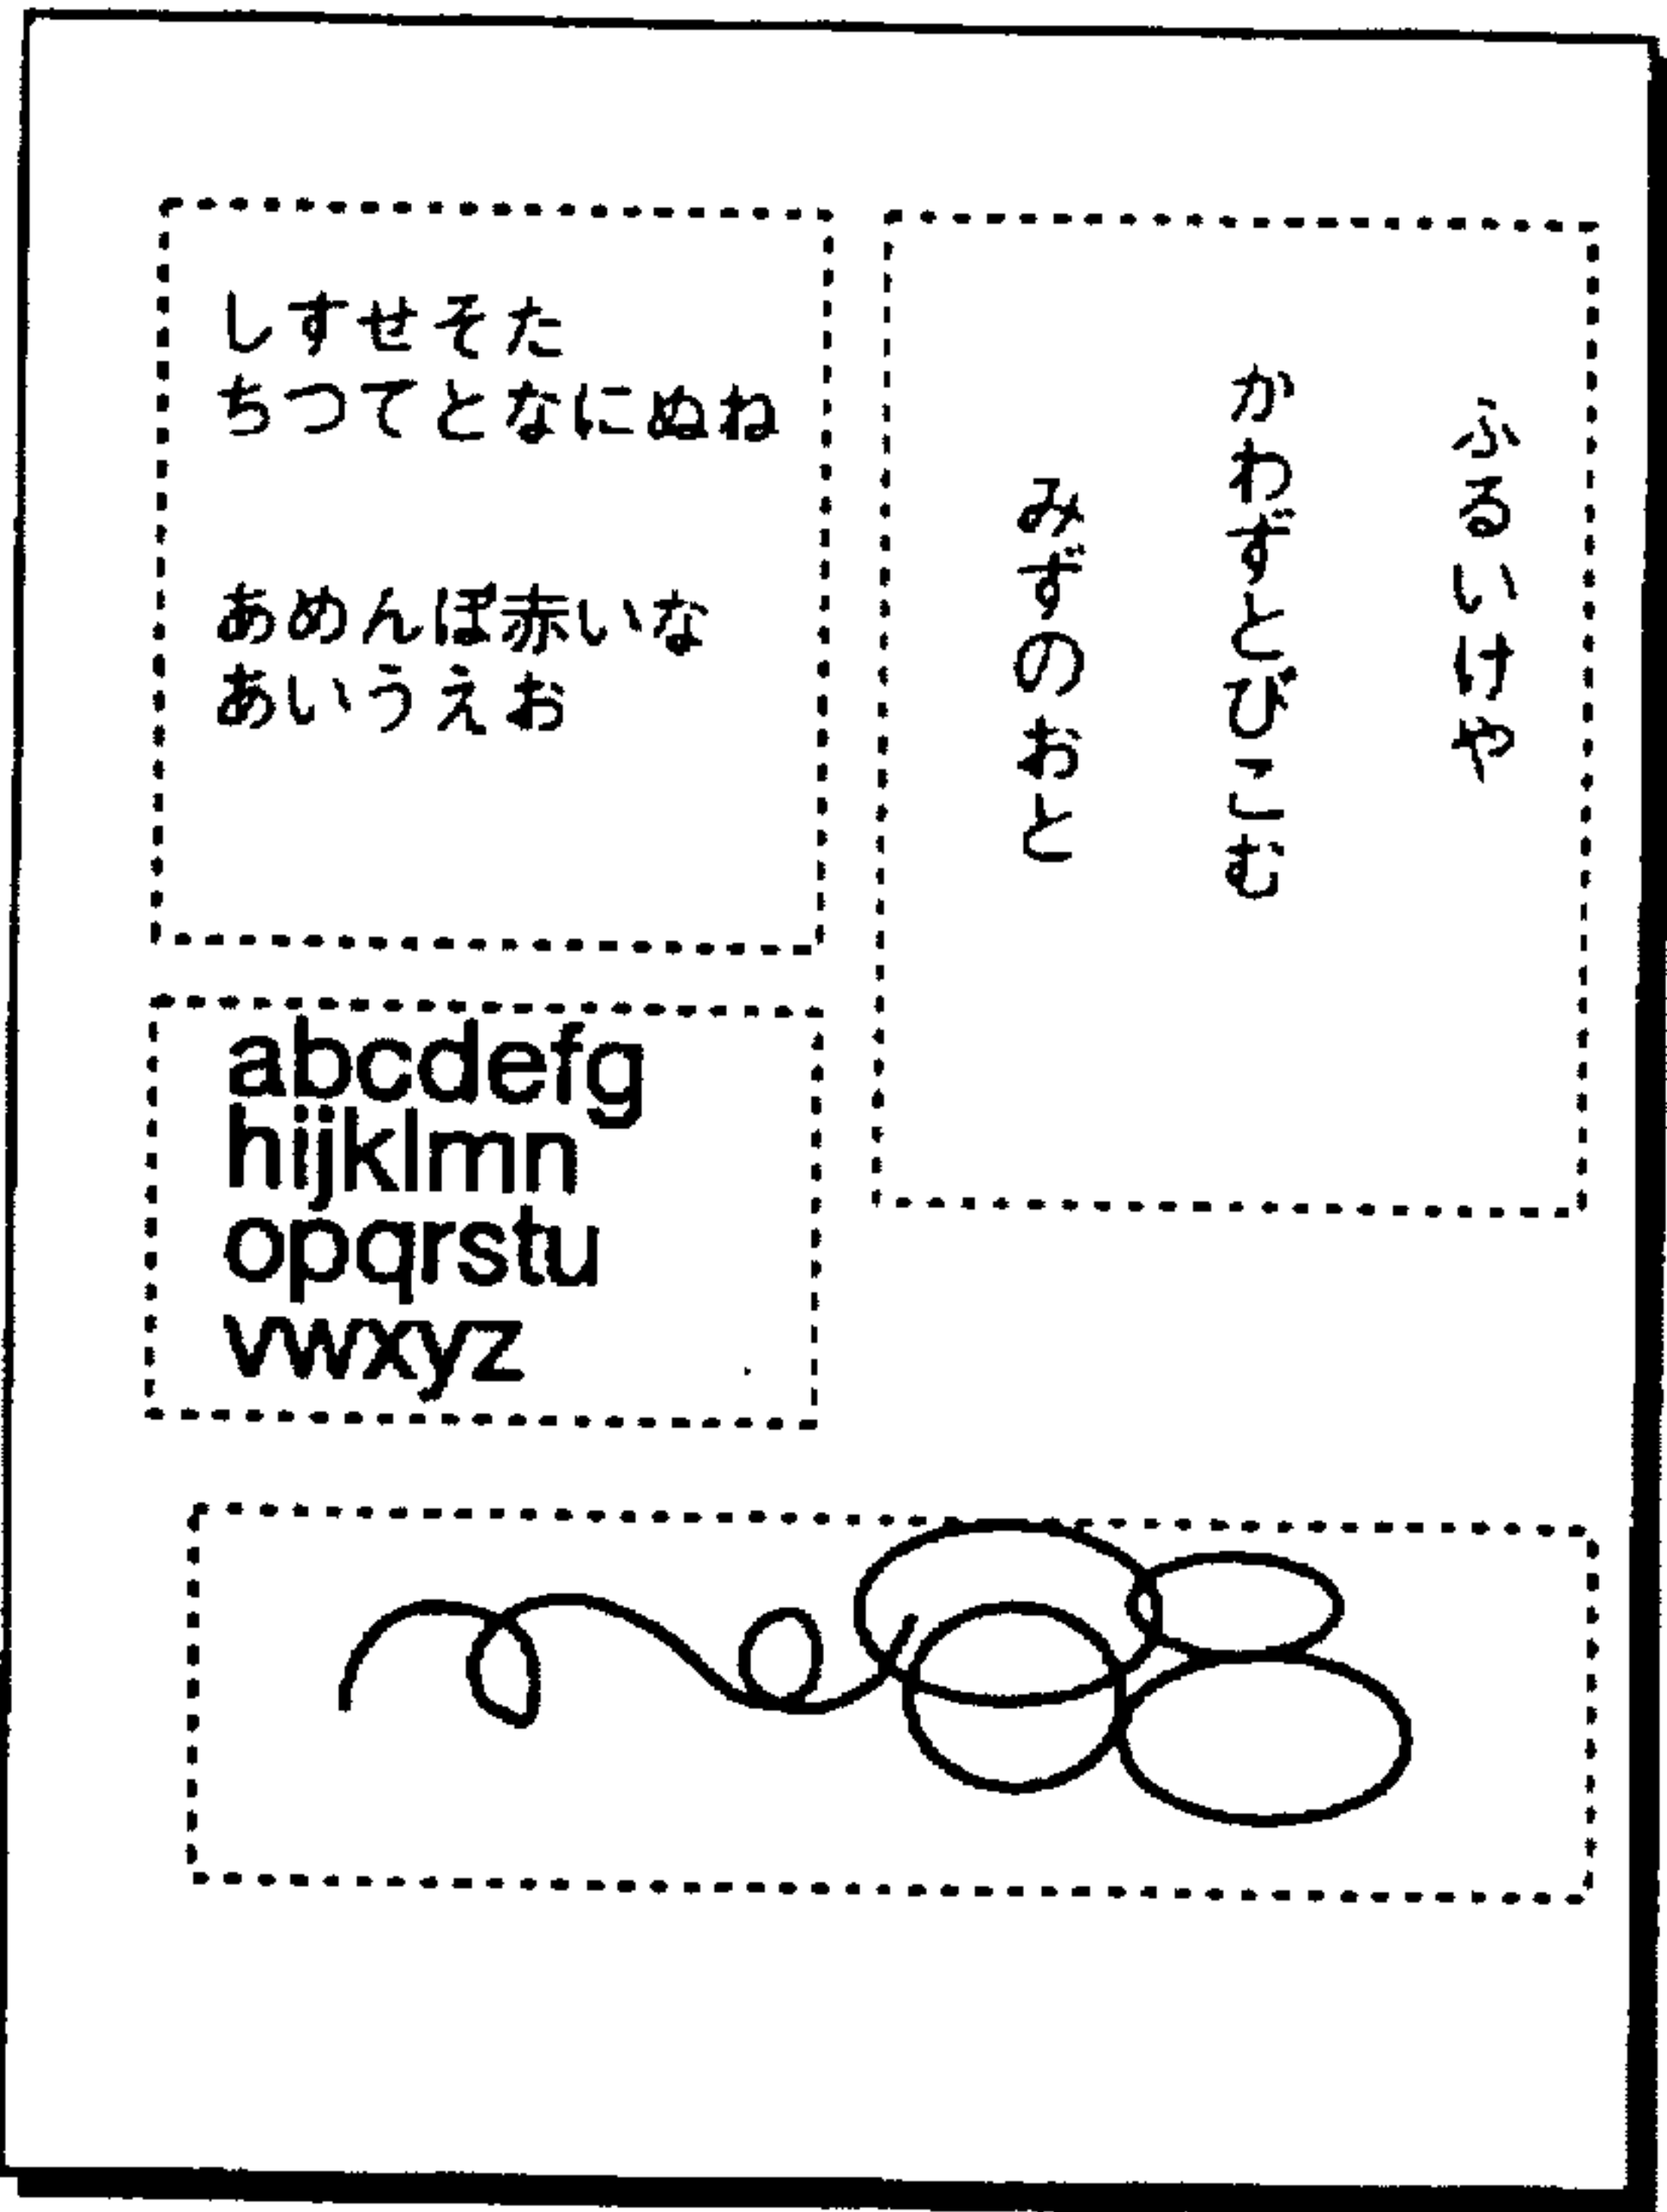 しすせそた
ちつてとなにぬね
あめんぼ赤いな
あいうえお
ふるいけや
かわずとびこむ
みずのおと
abcdefg
hijklmn
opqrstu
vwxyz